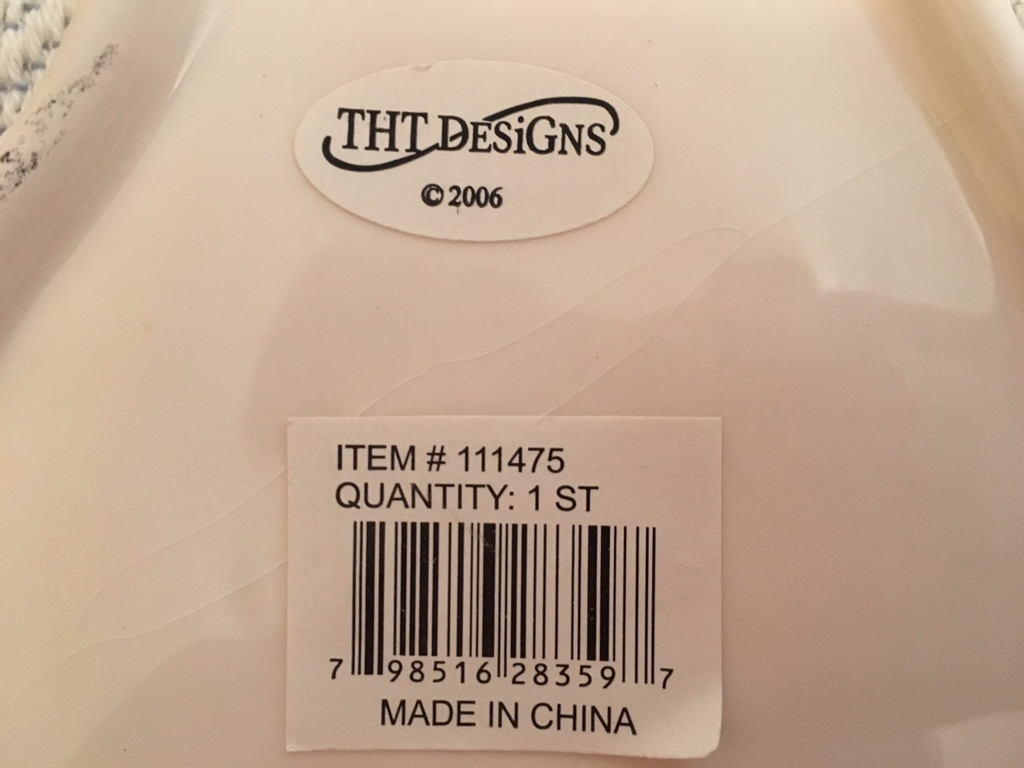 THT DESiGNS
© 2006
ITEM # 111475
QUANTITY: 1 ST
7 98516 28359 7
MADE IN CHINA